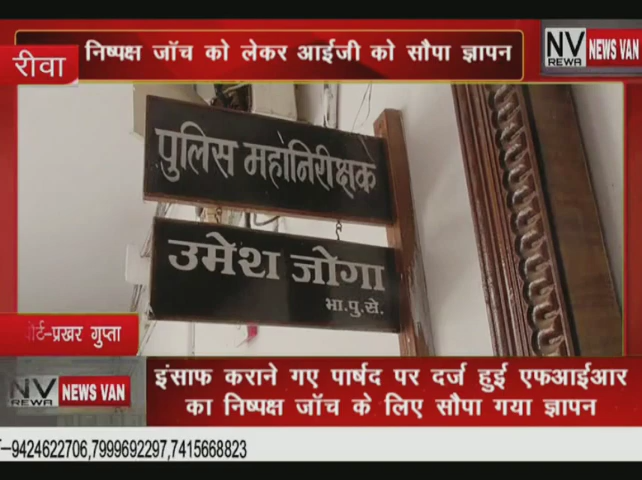 निष्पक्ष जाॅच को लेकर आईजी को सौपा ज्ञापन
रीवा
NV
REWA
NEWS VAN
पुलिस महानिरीक्षक
उमेश जोगा
भा.पु.से.
प्रखर गुप्ता
NV
REWA
NEWS VAN
इंसाफ कराने गए पार्षद पर दर्ज हुई एफआईआर
का निष्पक्ष जाॅच के लिए सौपा गया ज्ञापन
9424622706,7999692297,7415668823